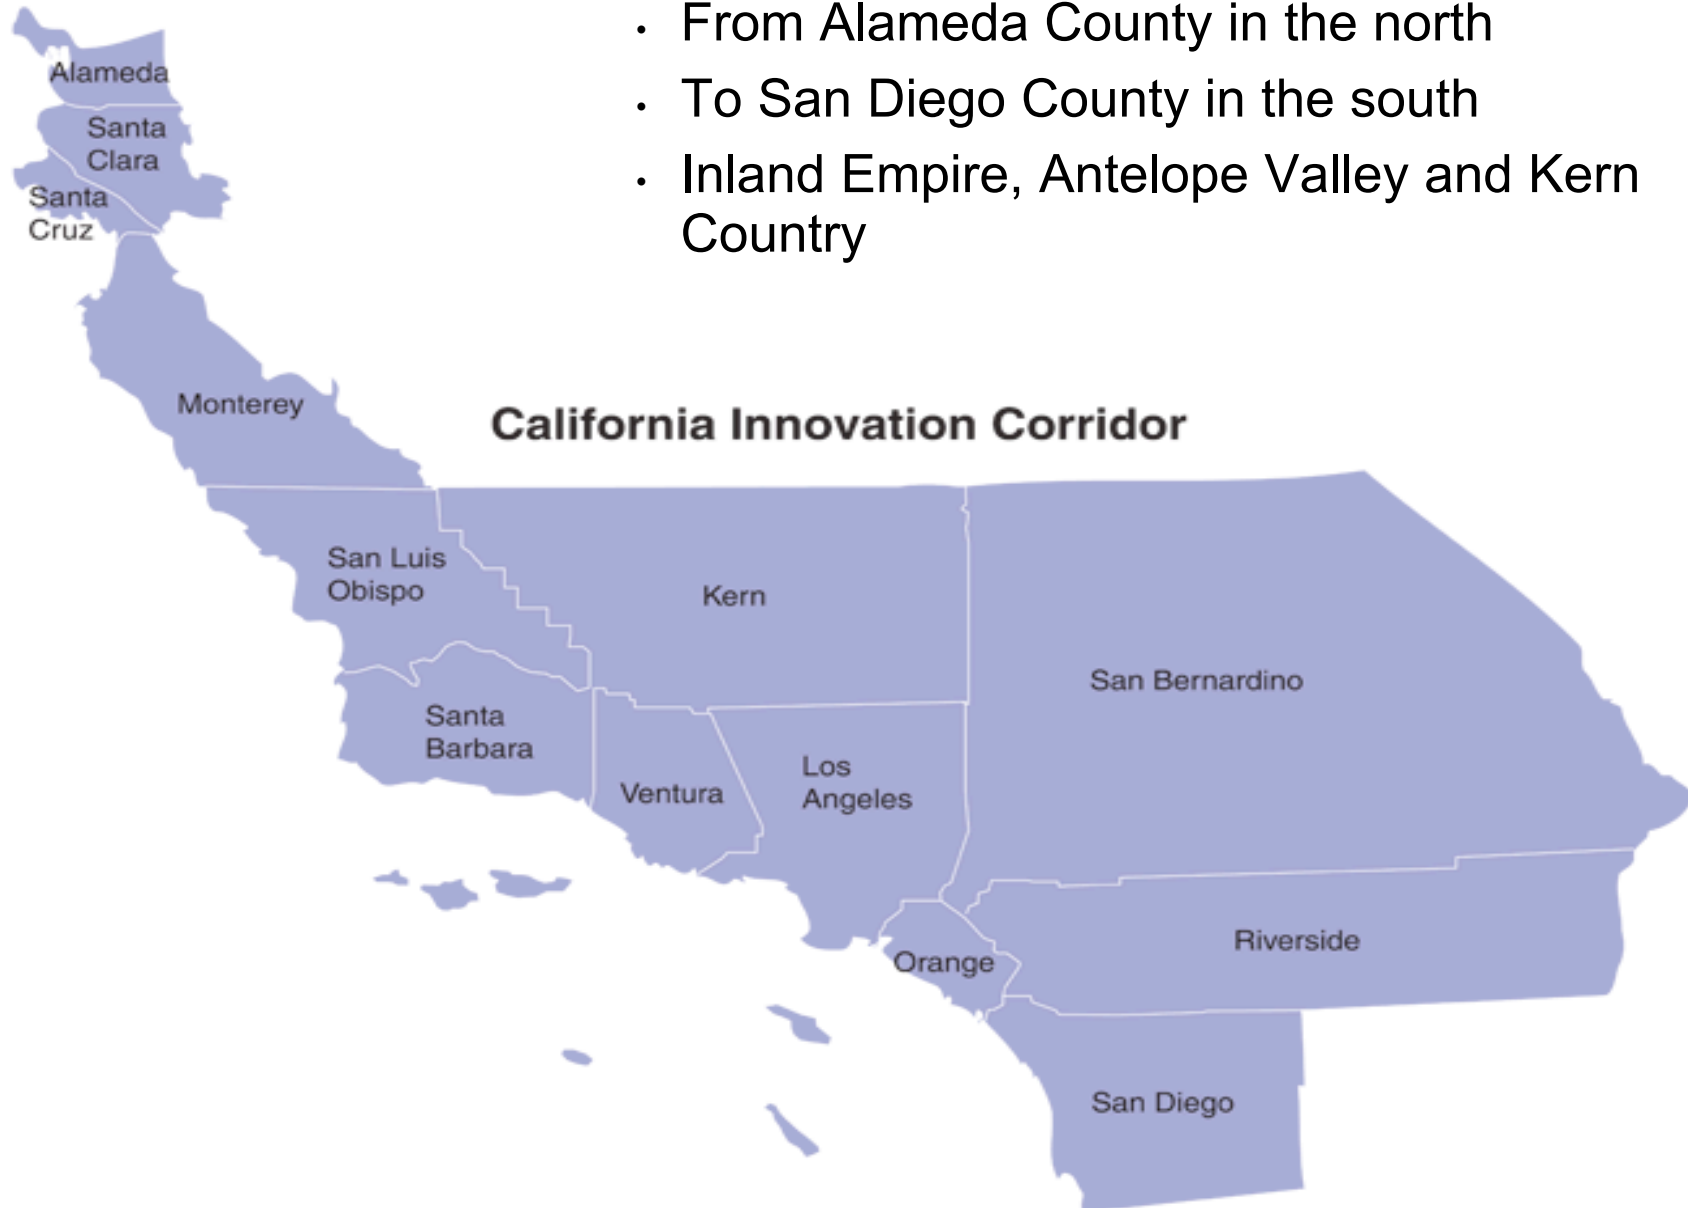 • From Alameda County in the north
• To San Diego County in the south
• Inland Empire, Antelope Valley and Kern
Country
Alameda
Santa
Clara
Santa
Cruz
Monterey
California Innovation Corridor
San Luis
Obispo
Kern
San Bernardino
Santa
Barbara
Ventura
Los
Angeles
Orange
Riverside
San Diego